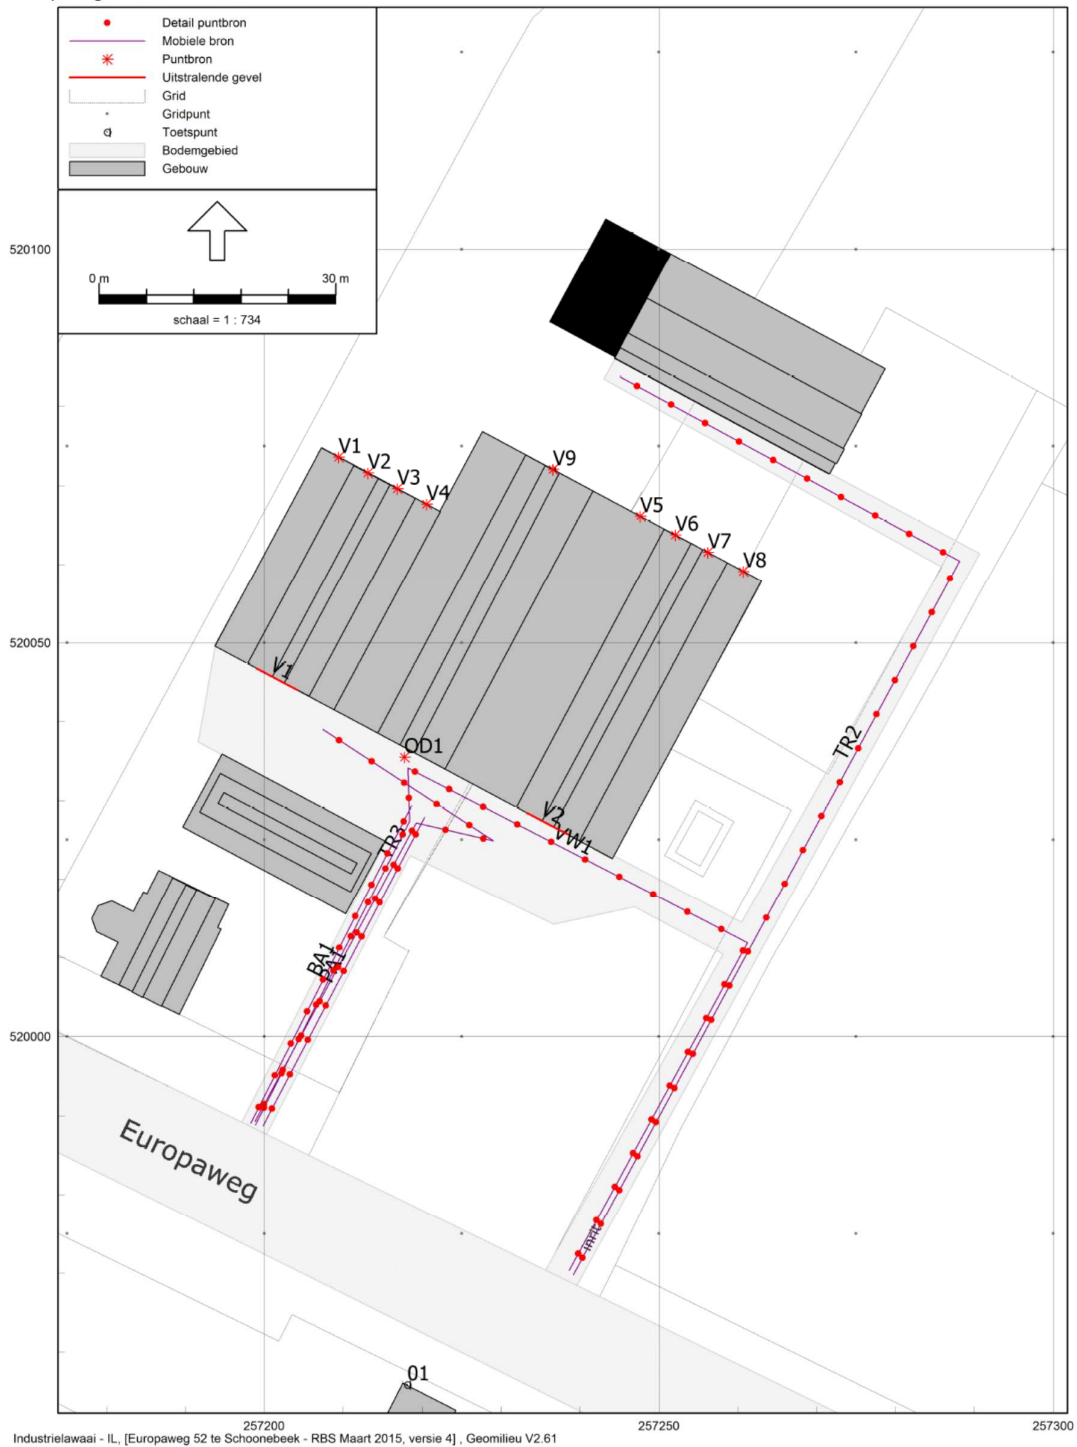 Detail puntbron
Mobiele bron
Puntbron
Uitstralende gevel
Grid
Gridpunt
Toetspunt
Bodemgebied
Gebouw
0 m
30 m
schaal = 1 : 734
520100
V1
V2
V3
V4
V9
V5
V6
V7
V8
520050
V1
OD1
TR2
V2
VW1
TR3
BA1
BA1
520000
Europaweg
inrit
01
257200
257250
257300
Industrielawaai - IL, [Europaweg 52 te Schoonebeek - RBS Maart 2015, versie 4] , Geomilieu V2.61